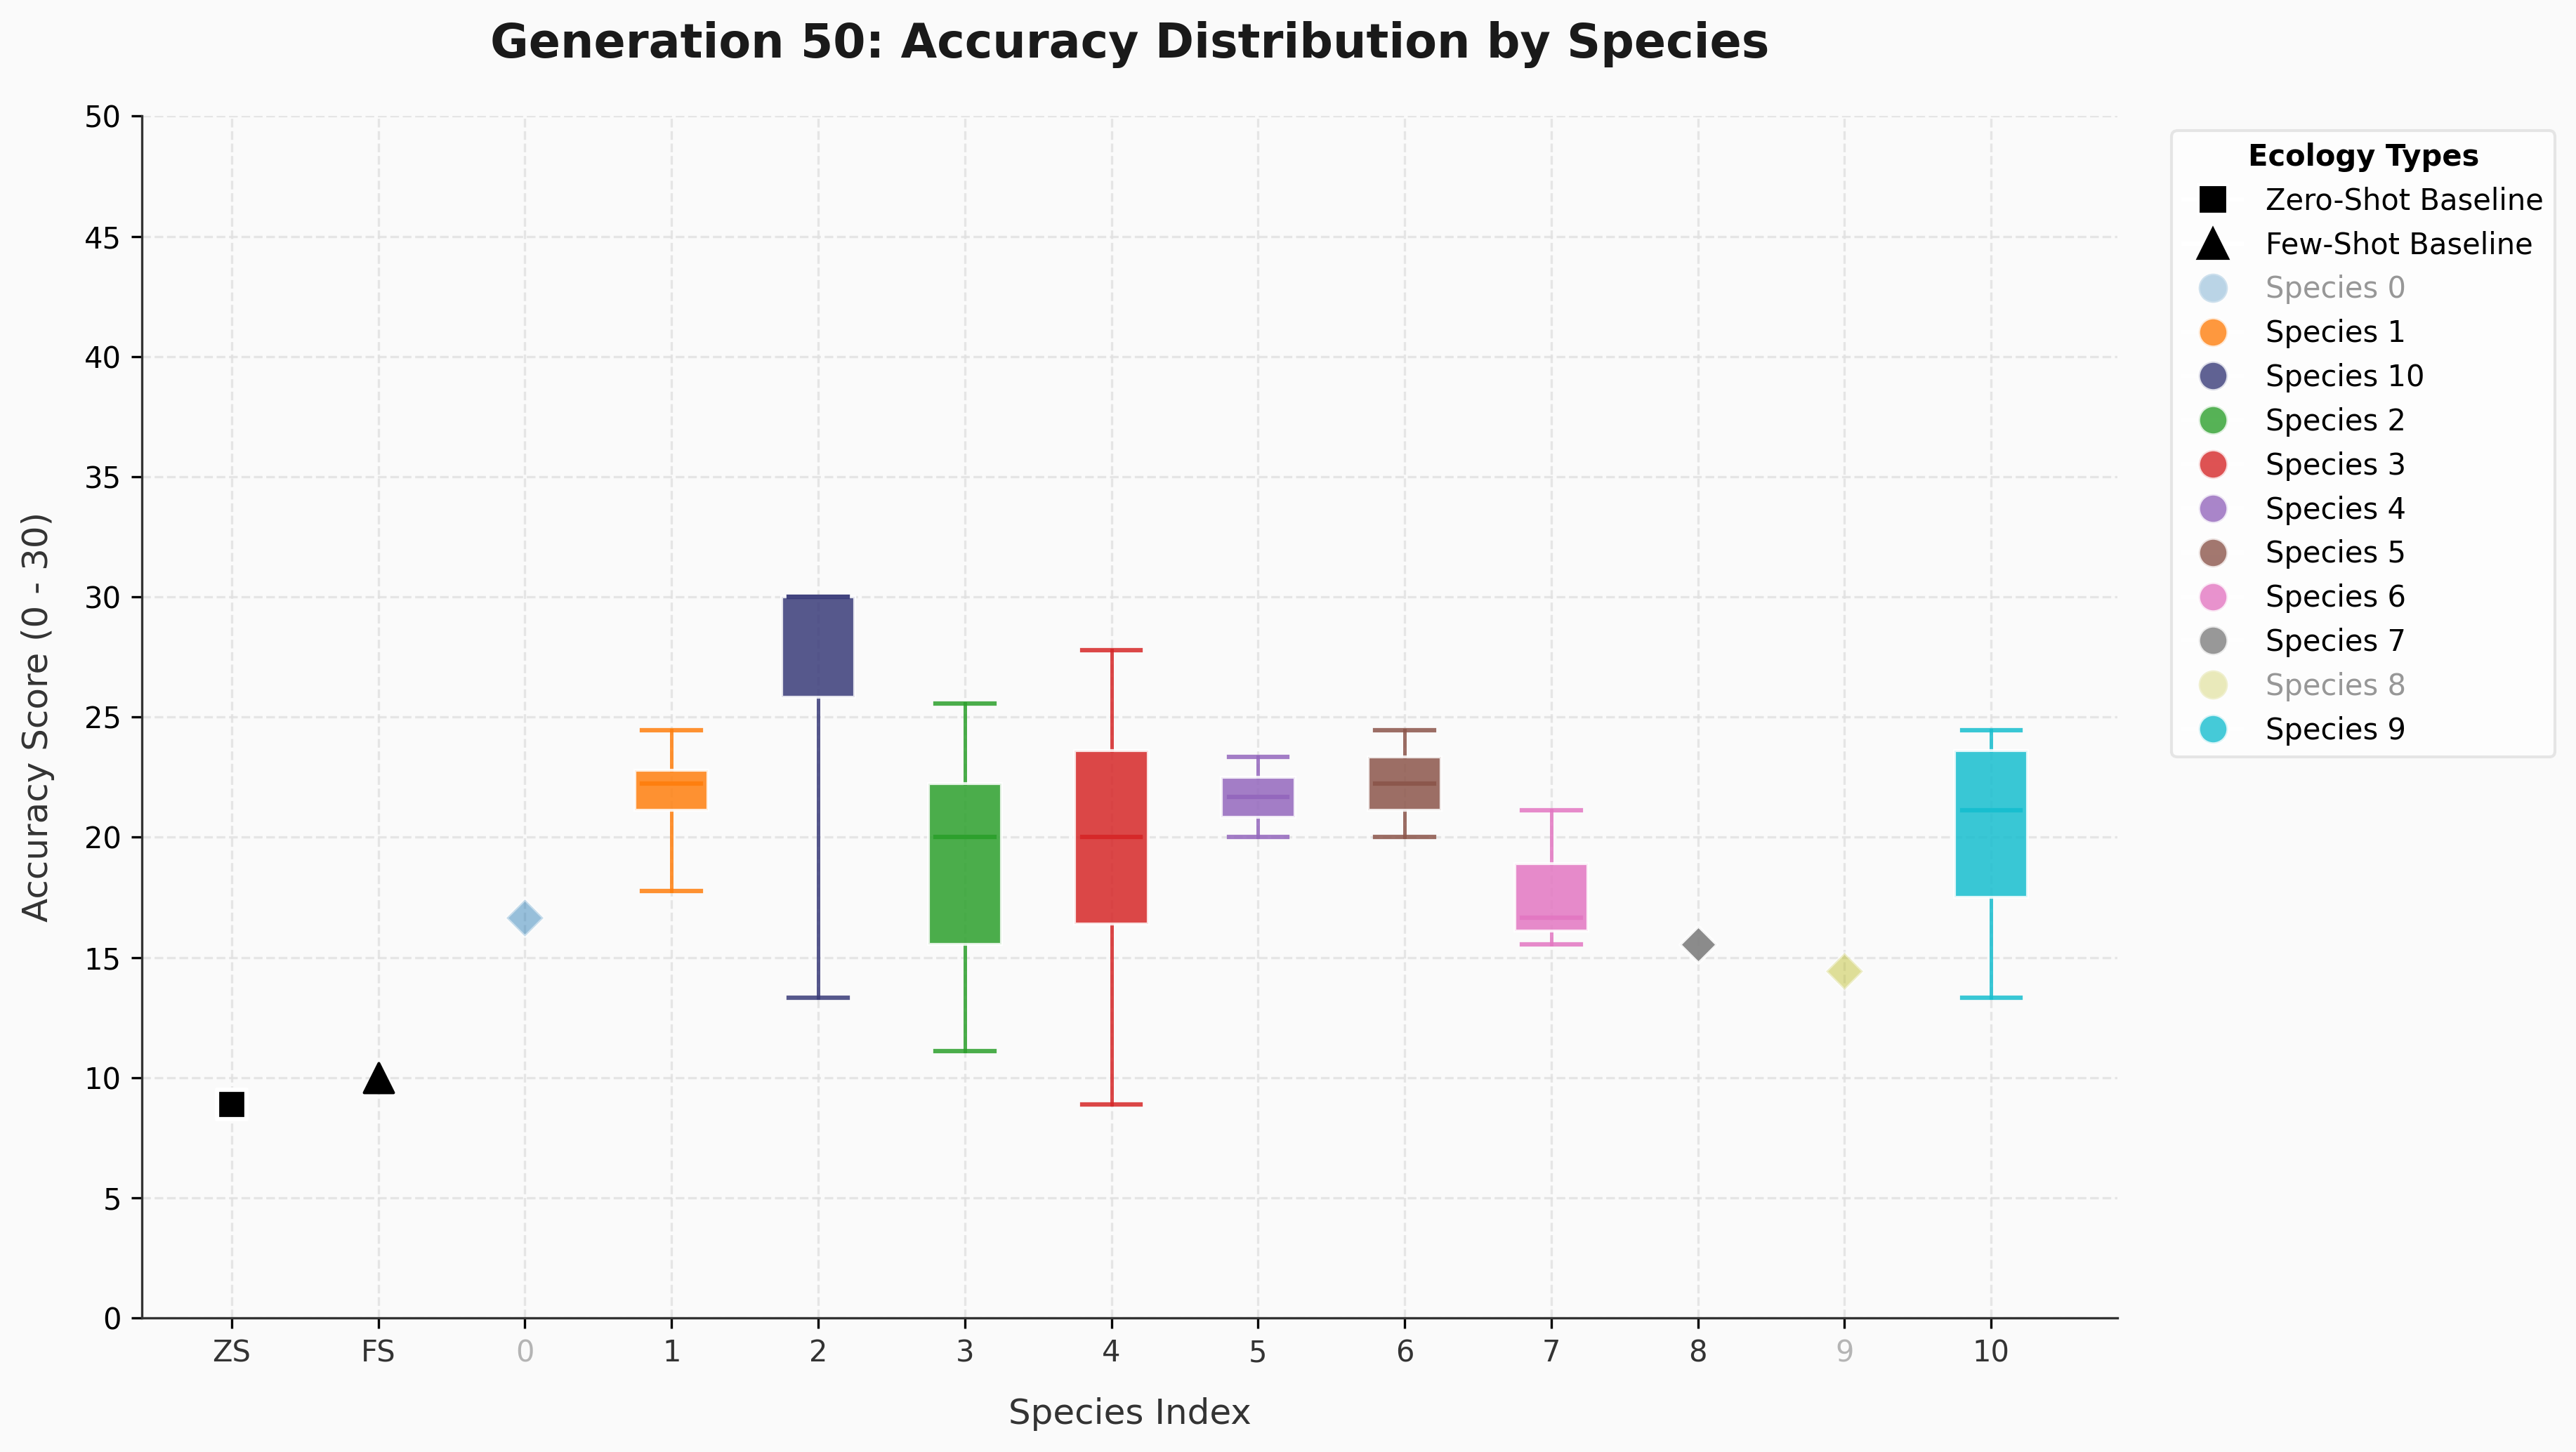 Generation 50: Accuracy Distribution by Species
50
45
40
35
30
25
20
15
10
5
0
Accuracy Score (0 - 30)
ZS FS 0 1 2 3 4 5 6 7 8 9 10
Species Index
Ecology Types
Zero-Shot Baseline
Few-Shot Baseline
Species 0
Species 1
Species 10
Species 2
Species 3
Species 4
Species 5
Species 6
Species 7
Species 8
Species 9